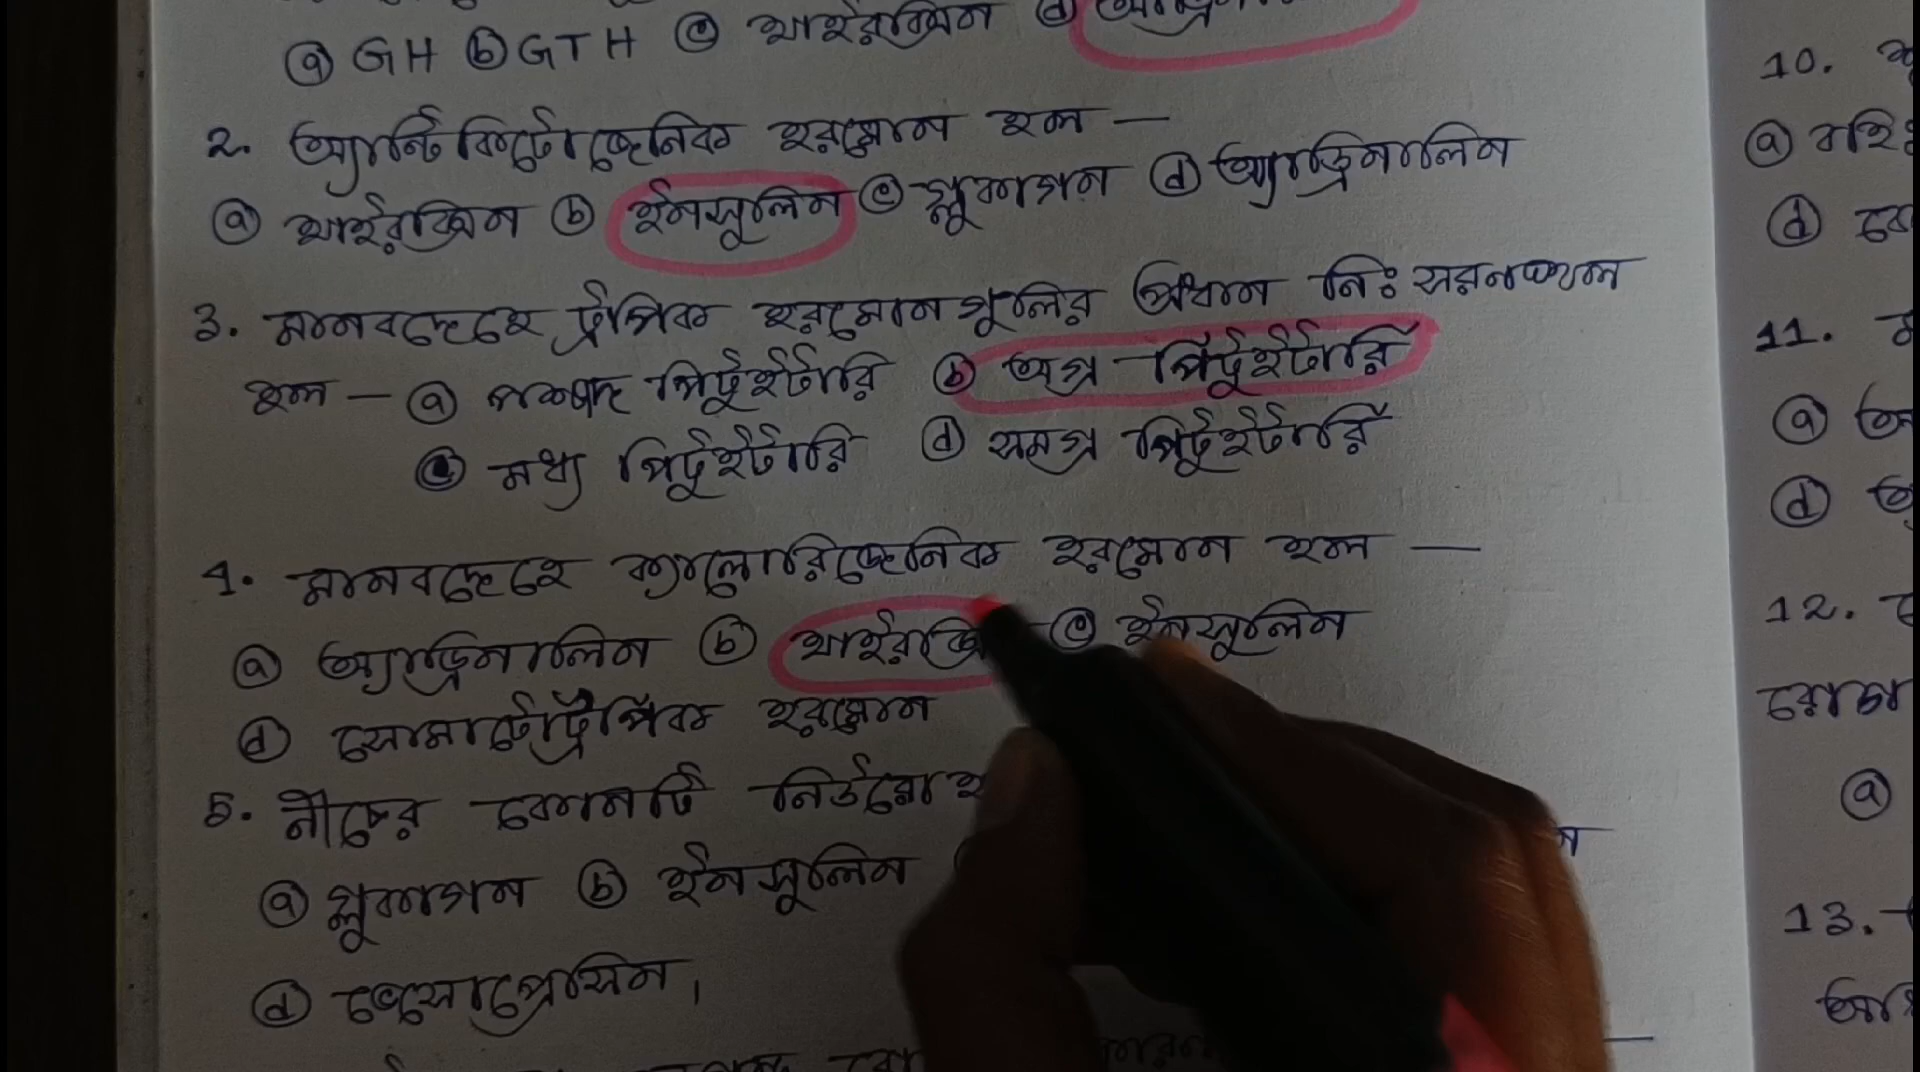 ⓐ GH ⓑ GTH ⓒ থাইরক্সিন ⓓ
2. অ্যান্টি কিটোজেনিক হরমোন হল —
ⓐ থাইরক্সিন ⓑ ইনসুলিন ⓒ গ্লুকাগন ⓓ অ্যাড্রিনালিন
3. মানবদেহে ট্রপিক হরমোন গুলির প্রধান নিঃসরনস্থল
হল — ⓐ পশ্চাদ পিটুইটারি ⓑ অগ্র পিটুইটারি
ⓒ মধ্য পিটুইটারি ⓓ সমগ্র পিটুইটারি
4. মানবদেহে ক্যালোরিজেনিক হরমোন হল —
ⓐ অ্যাড্রিনালিন ⓑ থাইরক্সি ⓒ ইনসুলিন
ⓓ সোমাটোট্রপিক হরমোন
5. নীচের কোনটি নিউরোহ
ⓐ গ্লুকাগন ⓑ ইনসুলিন
ⓓ ভেসোপ্রেসিন।
10.
ⓐ বহিঃ
ⓓ
11.
ⓐ
ⓓ
12.
ⓐ
13.